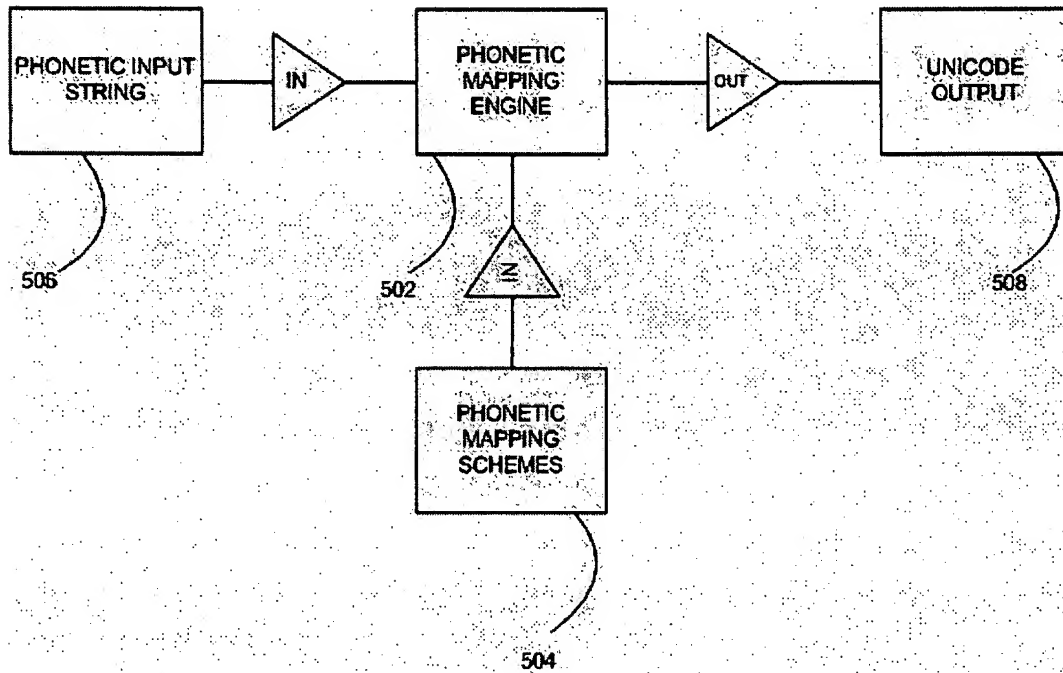 PHONETIC INPUT
STRING
IN
PHONETIC
MAPPING
ENGINE
OUT
UNICODE
OUTPUT
506
502
IN
508
PHONETIC
MAPPING
SCHEMES
504